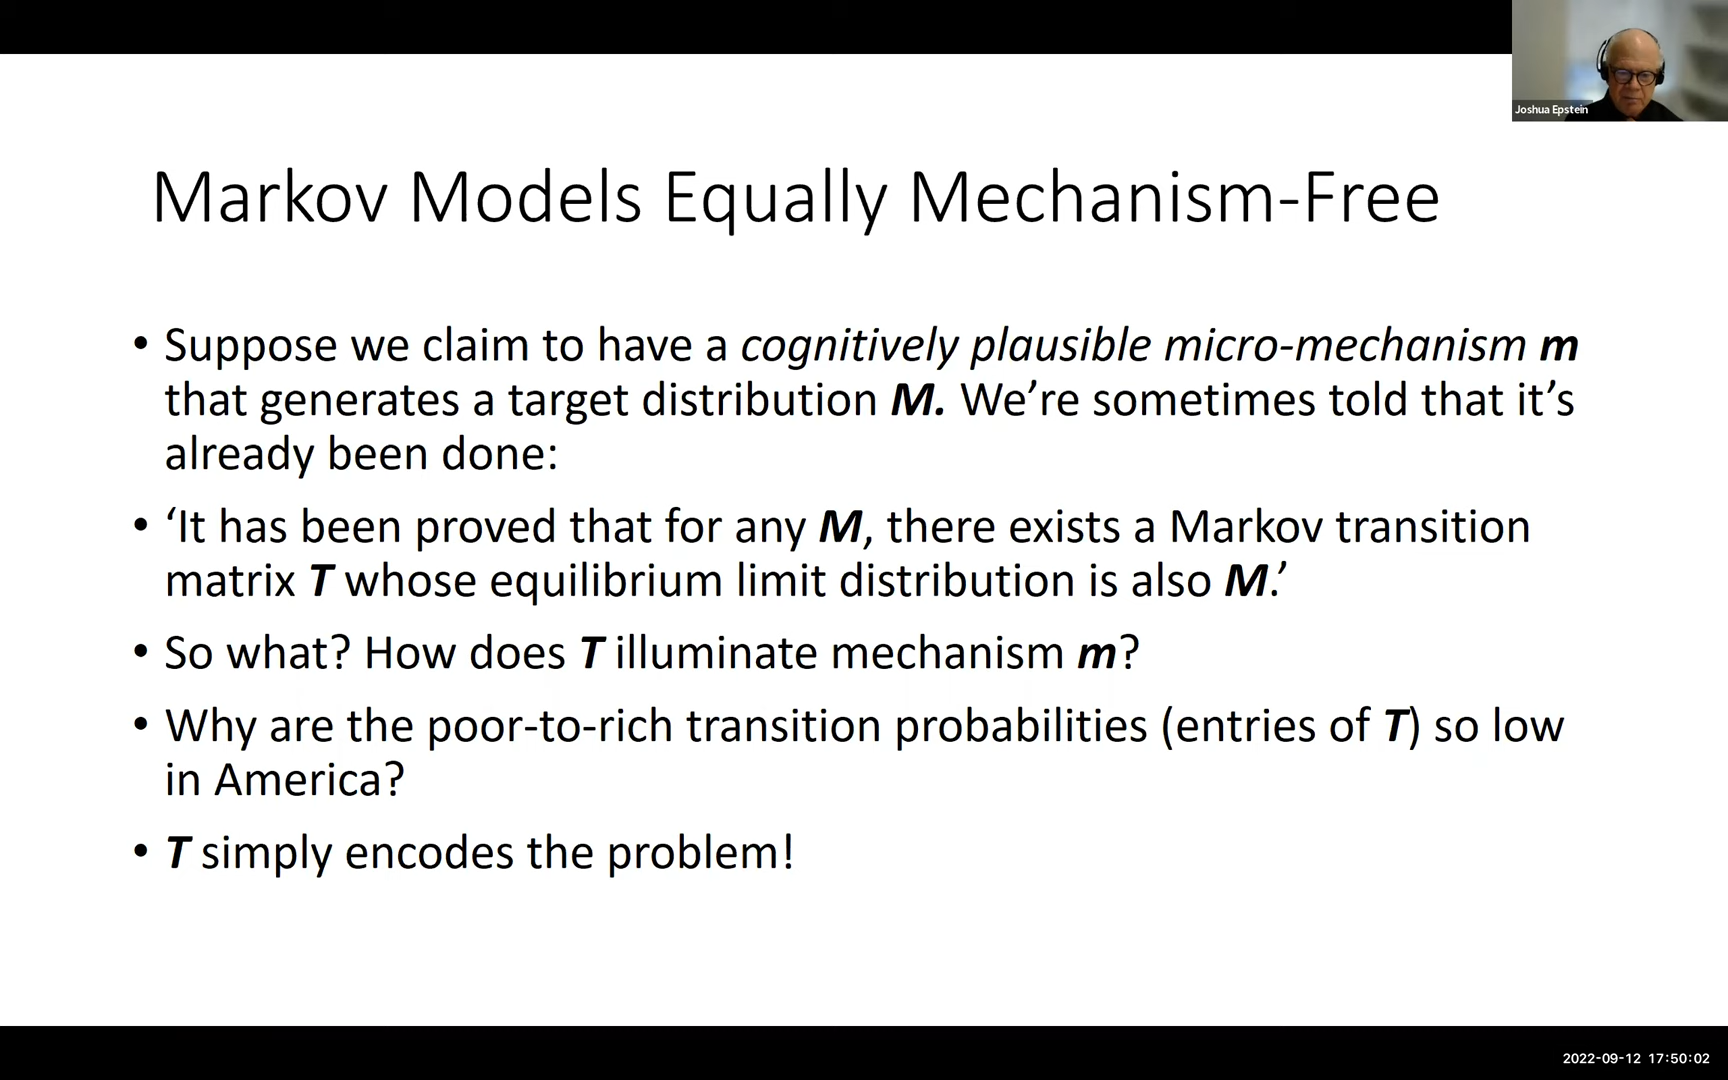 Joshua Epstein
Markov Models Equally Mechanism-Free
• Suppose we claim to have a cognitively plausible micro-mechanism m
that generates a target distribution M. We’re sometimes told that it’s
already been done:
• ‘It has been proved that for any M, there exists a Markov transition
matrix T whose equilibrium limit distribution is also M.’
• So what? How does T illuminate mechanism m?
• Why are the poor-to-rich transition probabilities (entries of T) so low
in America?
• T simply encodes the problem!
2022-09-12 17:50:02